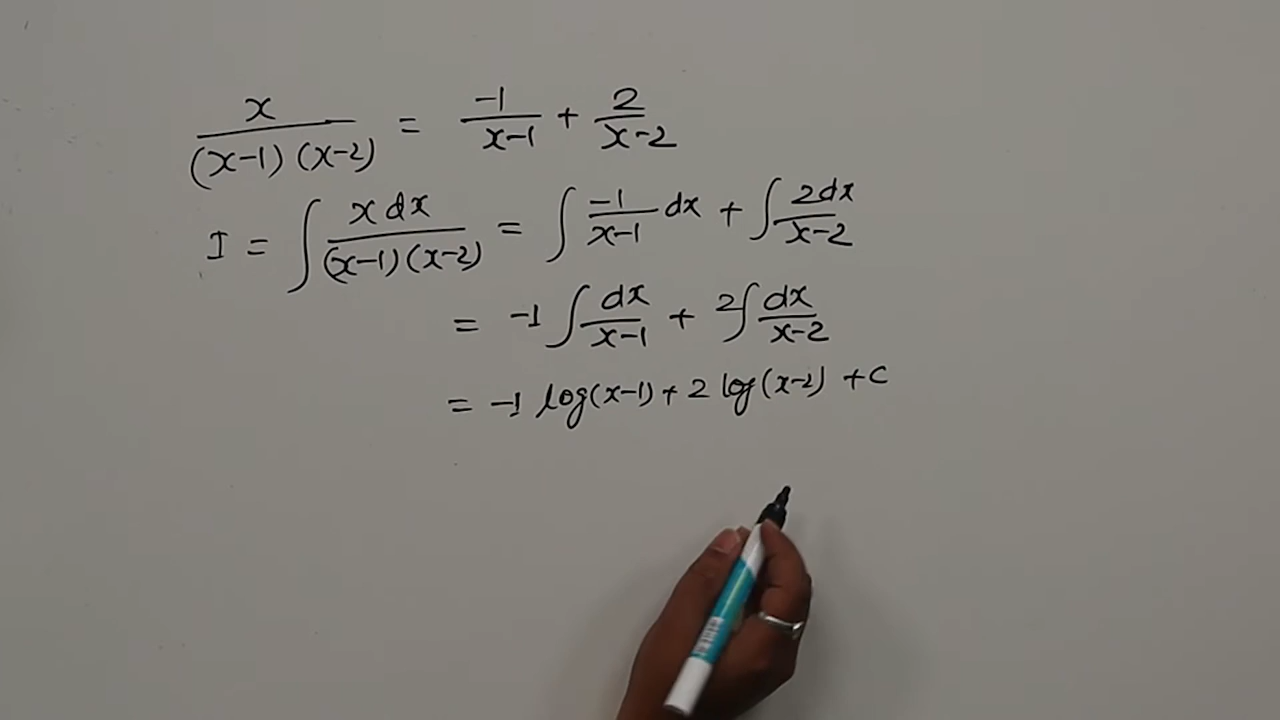 x/((x-1)(x-2)) = -1/(x-1) + 2/(x-2)
I = ∫ x dx/((x-1)(x-2)) = ∫ -1/(x-1) dx + ∫ 2dx/(x-2)
= -1 ∫ dx/(x-1) + 2∫ dx/(x-2)
= -1 log(x-1) + 2 log(x-2) + C